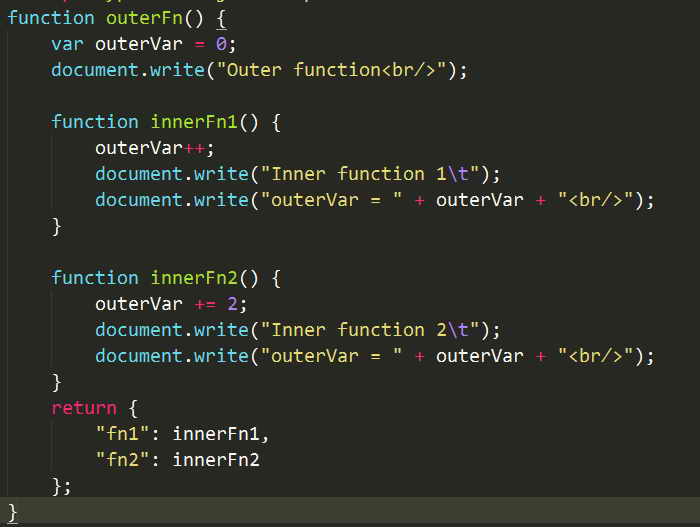 function outerFn() {
    var outerVar = 0;
    document.write("Outer function<br/>");

    function innerFn1() {
        outerVar++;
        document.write("Inner function 1\t");
        document.write("outerVar = " + outerVar + "<br/>");
    }

    function innerFn2() {
        outerVar += 2;
        document.write("Inner function 2\t");
        document.write("outerVar = " + outerVar + "<br/>");
    }
    return {
        "fn1": innerFn1,
        "fn2": innerFn2
    };
}